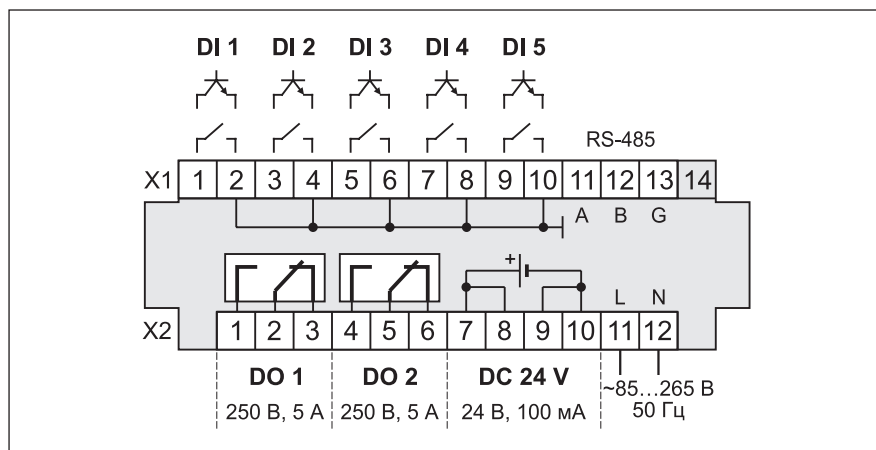 DI 1 DI 2 DI 3 DI 4 DI 5
RS-485
X1 1 2 3 4 5 6 7 8 9 10 11 12 13 14
A B G
+
L N
X2 1 2 3 4 5 6 7 8 9 10 11 12
DO 1 DO 2 DC 24 V
~85...265 В
250 В, 5 А 250 В, 5 А 24 В, 100 мА
50 Гц